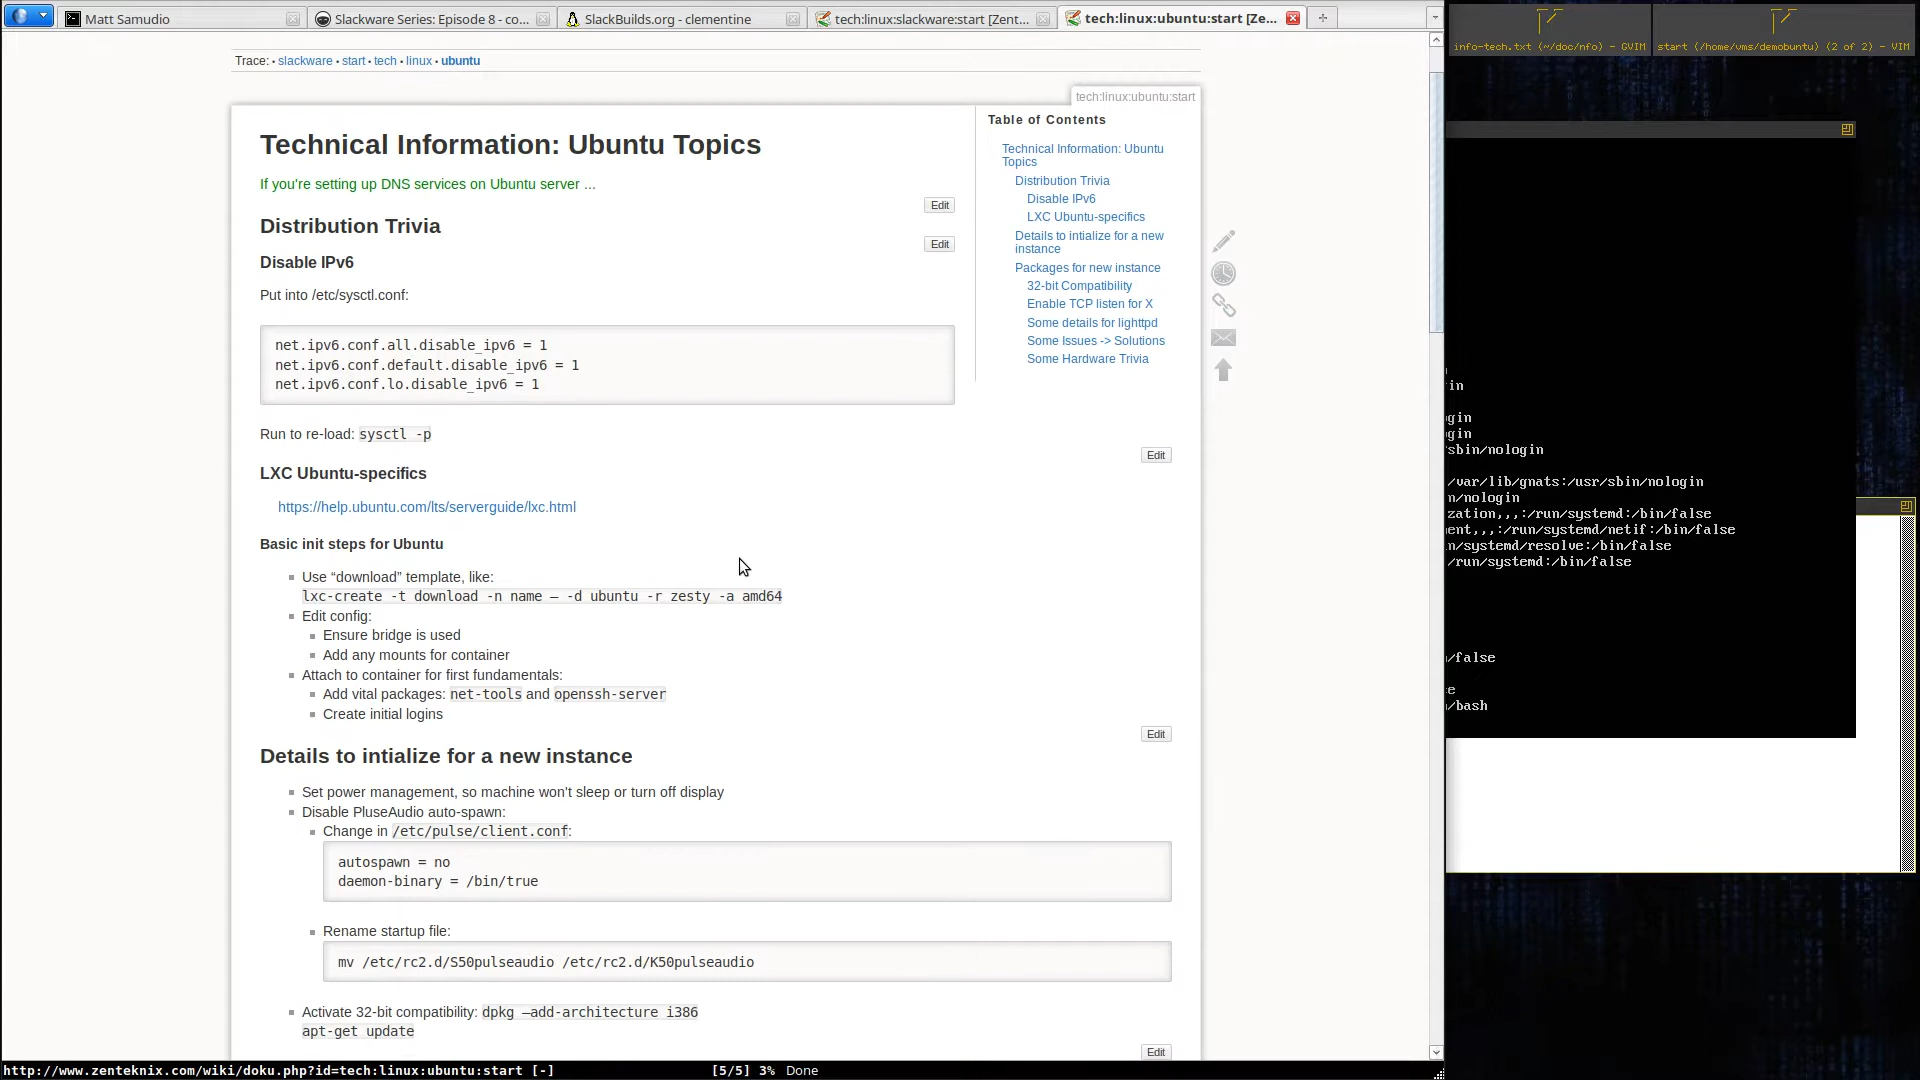 Matt Samudio
Slackware Series: Episode 8 - co...
SlackBuilds.org - clementine
tech:linux:slackware:start [Zent...
tech:linux:ubuntu:start [Ze...
info-tech.txt (~/doc/nfo) - GVIM
start (/home/vms/demobuntu) (2 of 2) - VIM
Trace: • slackware • start • tech • linux • ubuntu
tech:linux:ubuntu:start
Technical Information: Ubuntu Topics
If you're setting up DNS services on Ubuntu server ...
Edit
Distribution Trivia
Edit
Disable IPv6
Put into /etc/sysctl.conf:
net.ipv6.conf.all.disable_ipv6 = 1
net.ipv6.conf.default.disable_ipv6 = 1
net.ipv6.conf.lo.disable_ipv6 = 1
Run to re-load: sysctl -p
Edit
LXC Ubuntu-specifics
https://help.ubuntu.com/lts/serverguide/lxc.html
Basic init steps for Ubuntu
Use “download” template, like:
lxc-create -t download -n name – -d ubuntu -r zesty -a amd64
Edit config:
Ensure bridge is used
Add any mounts for container
Attach to container for first fundamentals:
Add vital packages: net-tools and openssh-server
Create initial logins
Edit
Details to intialize for a new instance
Set power management, so machine won't sleep or turn off display
Disable PluseAudio auto-spawn:
Change in /etc/pulse/client.conf:
autospawn = no
daemon-binary = /bin/true
Rename startup file:
mv /etc/rc2.d/S50pulseaudio /etc/rc2.d/K50pulseaudio
Activate 32-bit compatibility: dpkg –add-architecture i386
apt-get update
Edit
Table of Contents
Technical Information: Ubuntu
Topics
Distribution Trivia
Disable IPv6
LXC Ubuntu-specifics
Details to intialize for a new
instance
Packages for new instance
32-bit Compatibility
Enable TCP listen for X
Some details for lighttpd
Some Issues -> Solutions
Some Hardware Trivia
in
gin
gin
sbin/nologin
/var/lib/gnats:/usr/sbin/nologin
n/nologin
zation,,,:/run/systemd:/bin/false
ent,,,:/run/systemd/netif:/bin/false
n/systemd/resolve:/bin/false
/run/systemd:/bin/false
/false
e
/bash
http://www.zenteknix.com/wiki/doku.php?id=tech:linux:ubuntu:start [-]
[5/5] 3% Done